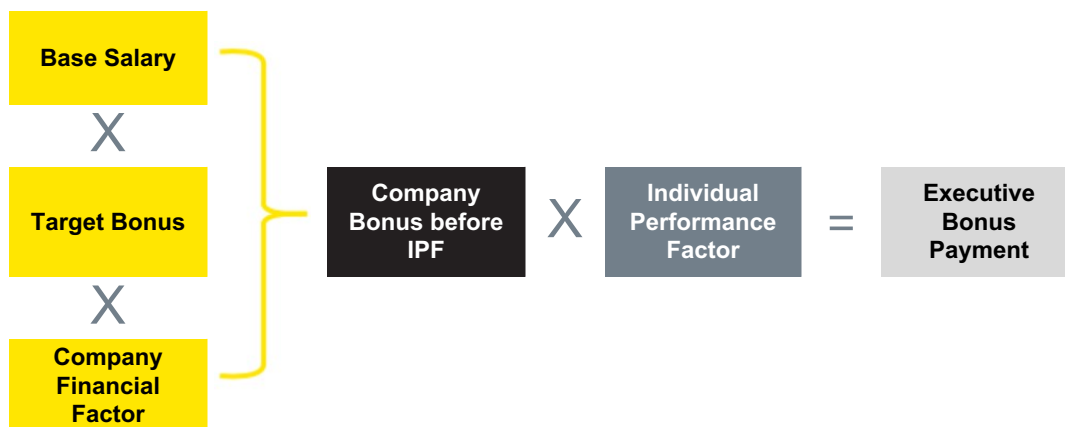 Base Salary
X
Target Bonus
X
Company
Financial
Factor
Company
Bonus before
IPF
X
Individual
Performance
Factor
=
Executive
Bonus
Payment